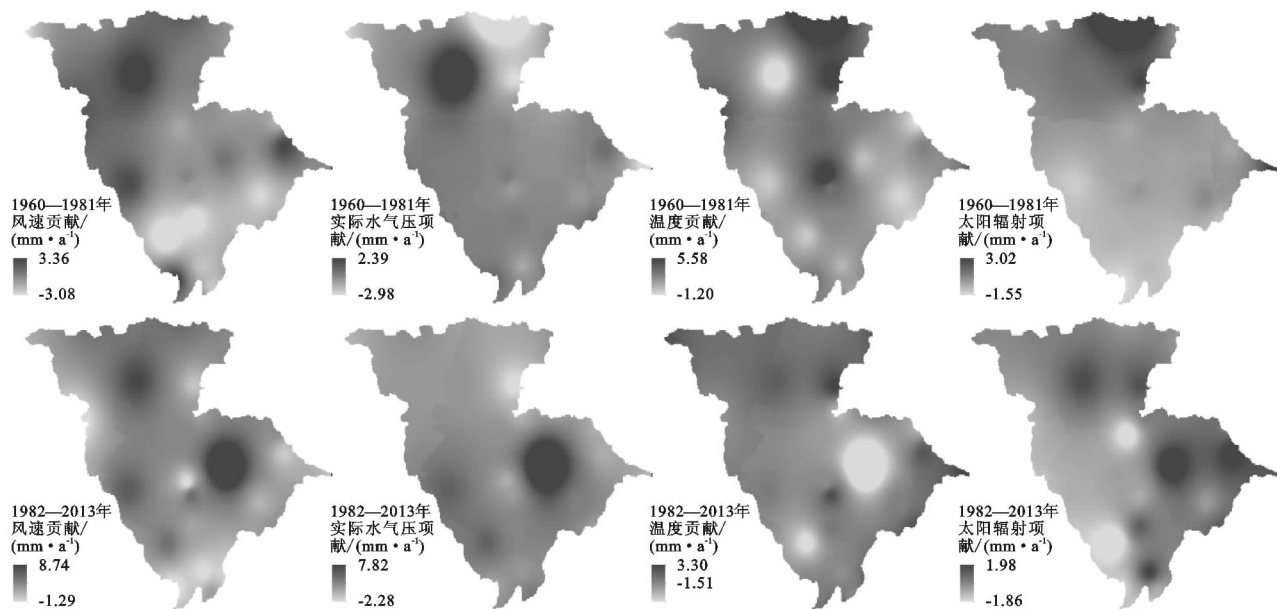 1960—1981年
风速贡献/
(mm·a⁻¹)
3.36
-3.08
1960—1981年
实际水气压项
献/(mm·a⁻¹)
2.39
-2.98
1960—1981年
温度贡献/
(mm·a⁻¹)
5.58
-1.20
1960—1981年
太阳辐射项
献/(mm·a⁻¹)
3.02
-1.55
1982—2013年
风速贡献/
(mm·a⁻¹)
8.74
-1.29
1982—2013年
实际水气压项
献/(mm·a⁻¹)
7.82
-2.28
1982—2013年
温度贡献/
(mm·a⁻¹)
3.30
-1.51
1982—2013年
太阳辐射项
献/(mm·a⁻¹)
1.98
-1.86